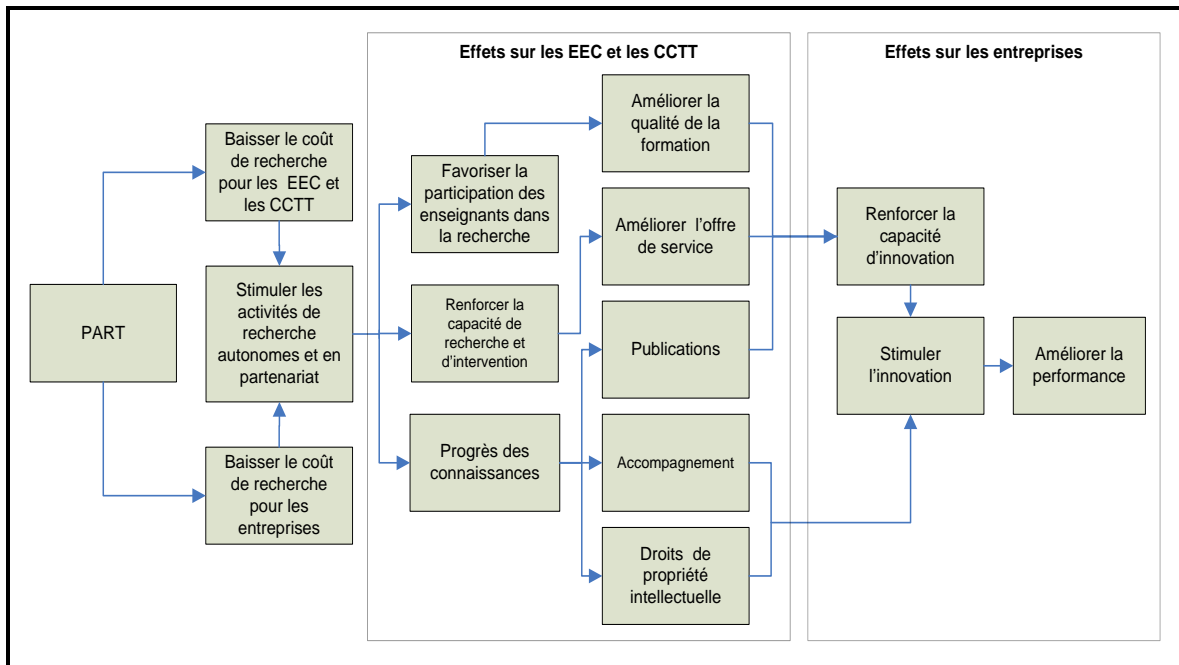 Effets sur les EEC et les CCTT
Effets sur les entreprises
PART
Baisser le coût
de recherche
pour les EEC et
les CCTT
Stimuler les
activités de
recherche
autonomes et en
partenariat
Baisser le coût
de recherche
pour les
entreprises
Favoriser la
participation des
enseignants dans
la recherche
Renforcer la
capacité de
recherche et
d’intervention
Progrès des
connaissances
Améliorer la
qualité de la
formation
Améliorer l’offre
de service
Publications
Accompagnement
Droits de
propriété
intellectuelle
Renforcer la
capacité
d’innovation
Stimuler
l’innovation
Améliorer la
performance